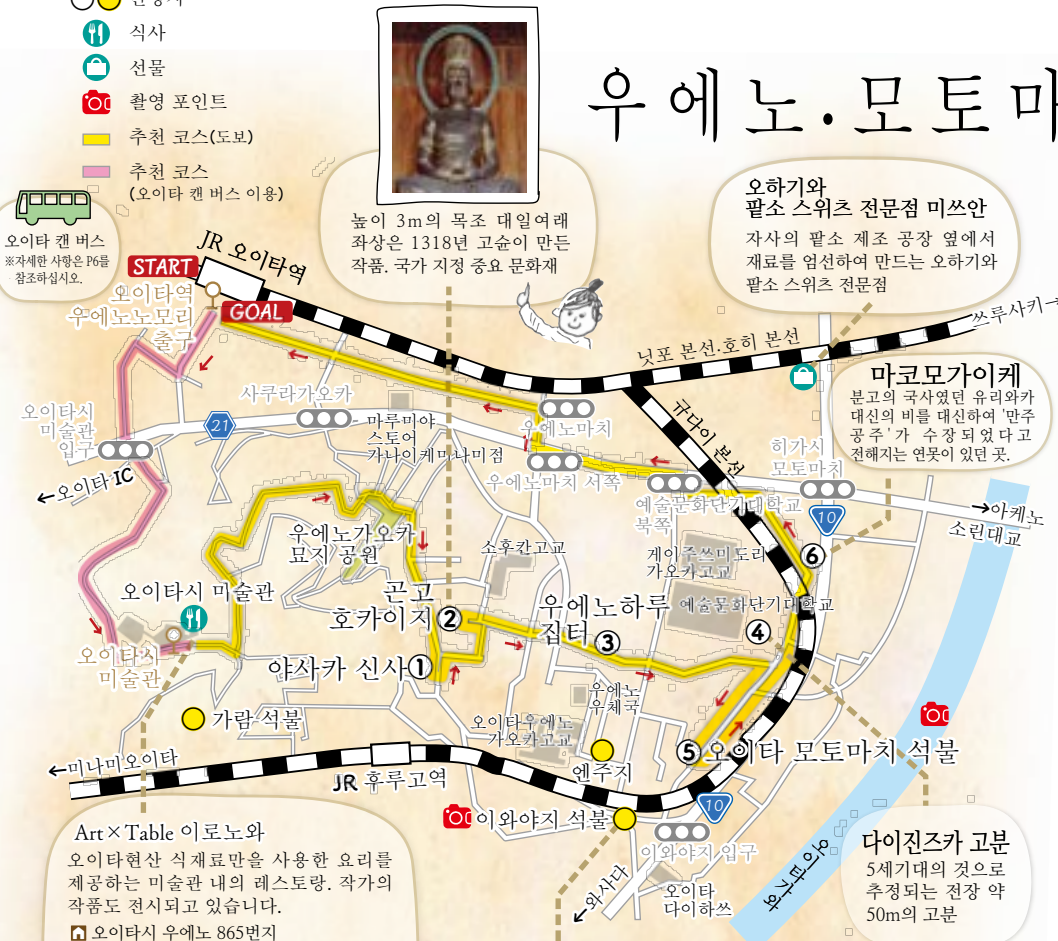 식사
선물
촬영 포인트
추천 코스(도보)
추천 코스
(오이타 캔 버스 이용)
우에노·모토마
오이타 캔 버스
※자세한 사항은 P6를
참조하십시오.
높이 3m의 목조 대일여래
좌상은 1318년 고슌이 만든
작품. 국가 지정 중요 문화재
오하기와
팥소 스위츠 전문점 미쓰안
자사의 팥소 제조 공장 옆에서
재료를 엄선하여 만드는 오하기와
팥소 스위츠 전문점
START
JR 오이타역
오이타역
우에노노모리
출구
GOAL
닛포 본선·호히 본선
쓰루사키→
마코모가이케
분고의 국사였던 유리와카
대신의 비를 대신하여 '만주
공주'가 수장되었다고
전해지는 연못이 있던 곳.
사쿠라가오카
21
마루미야
스토어
가나이케미나미점
우에노마치
우에노마치 서쪽
규다이 본선
히가시
모토마치
예술문화단기대학교
북쪽
10
→아케노
소린대교
오이타시
미술관
입구
←오이타 IC
우에노가오카
묘지 공원
소후칸고교
게이주쓰미도리
가오카고교
⑥
오이타시 미술관
곤고
호카이지 ②
우에노하루
집터 ③
예술문화단기대학교
④
오이타시
미술관
야사카 신사 ①
우에노
우체국
가람 석불
오이타우에노
가오카고교
⑤ 오이타 모토마치 석불
엔주지
←미나미오이타
JR 후루고역
10
이와야지 석불
이와야지 입구
←와사다
오이타
다이하쓰
오이타가와
Art×Table 이로노와
오이타현산 식재료만을 사용한 요리를
제공하는 미술관 내의 레스토랑. 작가의
작품도 전시되고 있습니다.
오이타시 우에노 865번지
다이진즈카 고분
5세기대의 것으로
추정되는 전장 약
50m의 고분